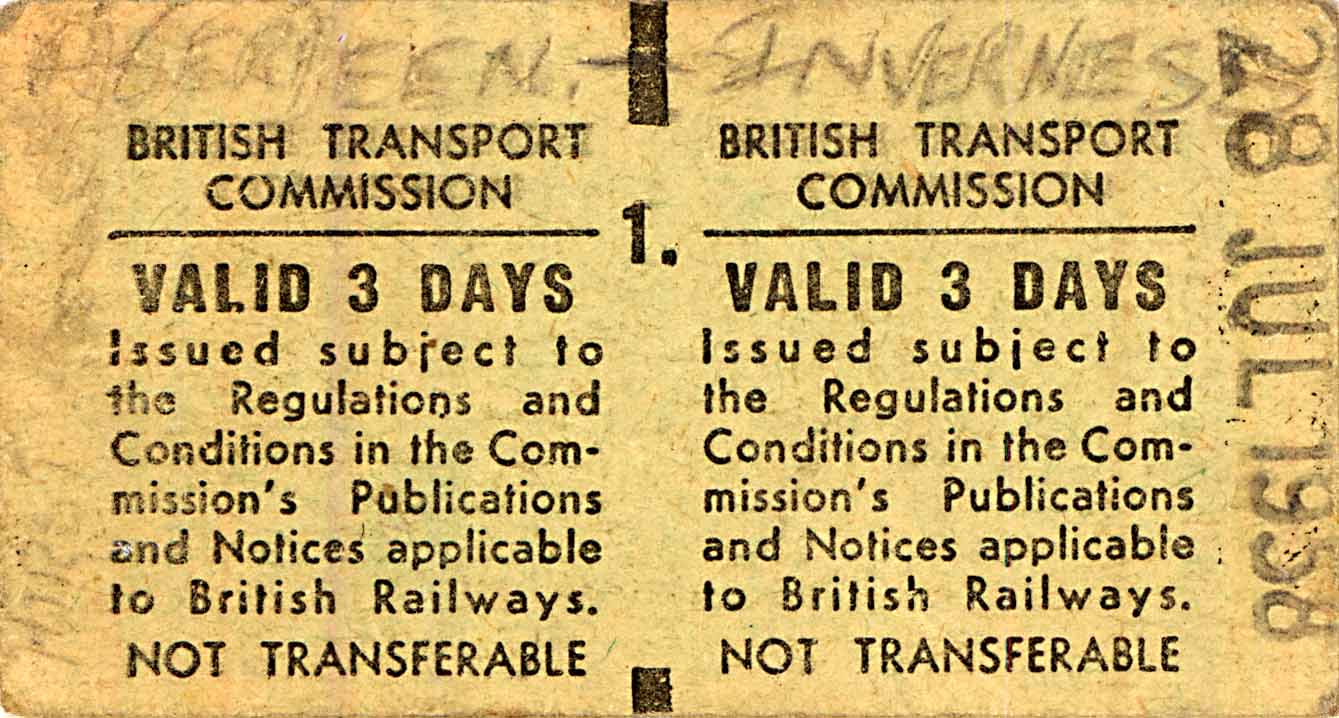 ABERDEEN. - INVERNESS
BRITISH TRANSPORT
COMMISSION
VALID 3 DAYS
Issued subject to
the Regulations and
Conditions in the Com-
mission's Publications
and Notices applicable
to British Railways.
NOT TRANSFERABLE
1.
BRITISH TRANSPORT
COMMISSION
VALID 3 DAYS
Issued subject to
the Regulations and
Conditions in the Com-
mission's Publications
and Notices applicable
to British Railways.
NOT TRANSFERABLE
28 JUL